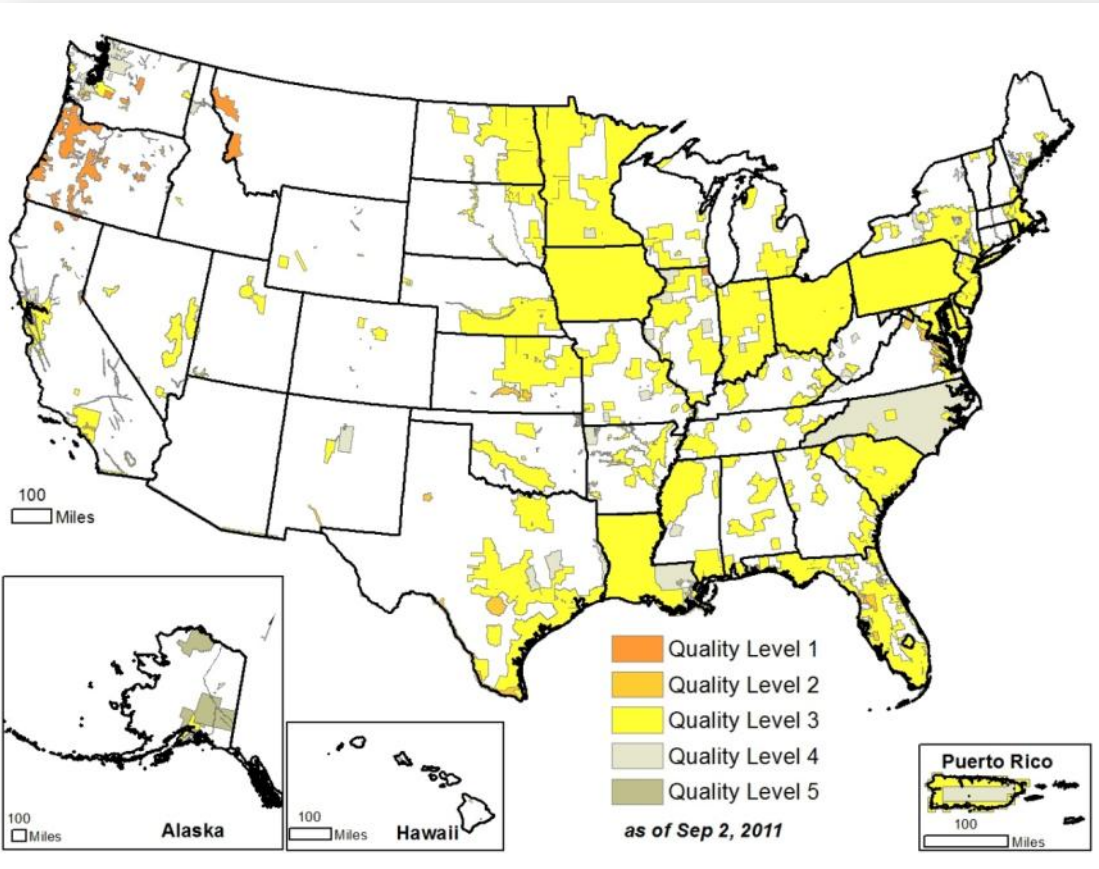 100
Miles
Quality Level 1
Quality Level 2
Quality Level 3
Quality Level 4
Quality Level 5
as of Sep 2, 2011
100
Miles
Alaska
100
Miles
Hawaii
Puerto Rico
100
Miles